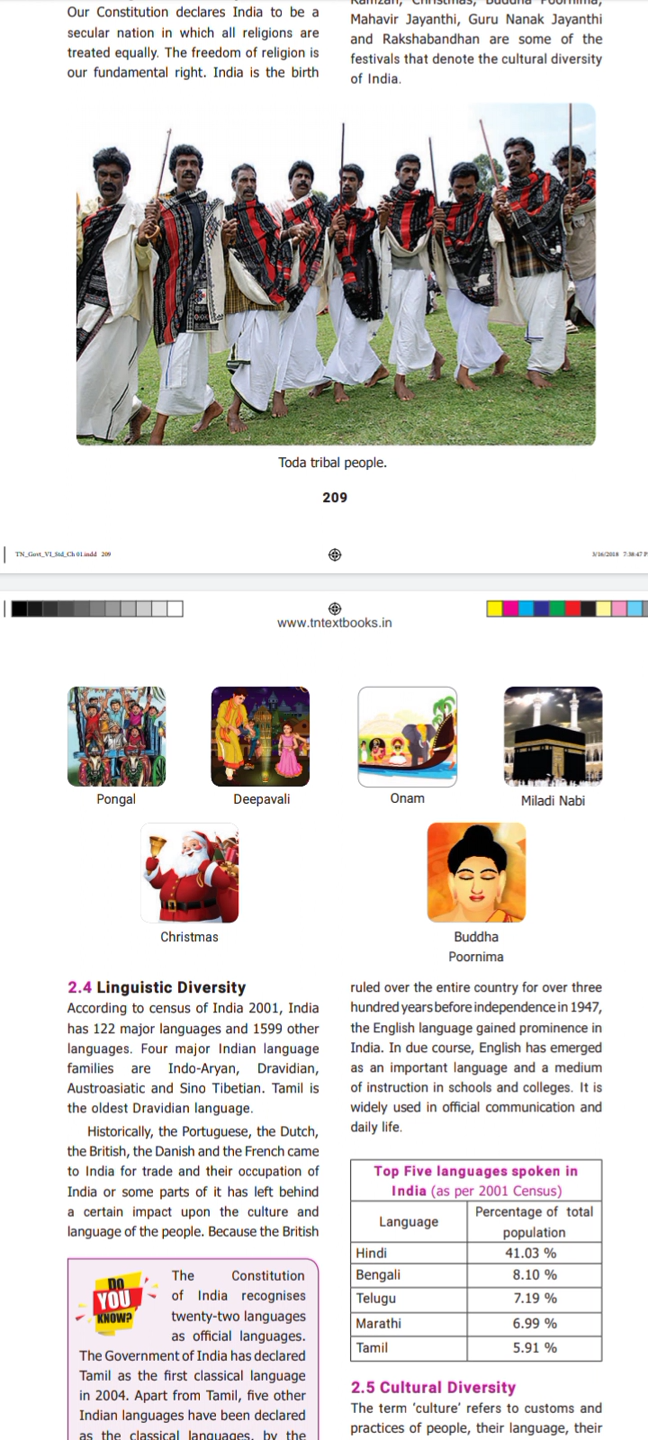 Our Constitution declares India to be a
secular nation in which all religions are
treated equally. The freedom of religion is
our fundamental right. India is the birth
Ramzan, Christmas, Buddha Poornima,
Mahavir Jayanthi, Guru Nanak Jayanthi
and Rakshabandhan are some of the
festivals that denote the cultural diversity
of India.
Toda tribal people.
209
TN_Govt_VI_Std_Ch 01.indd 209
3/16/2018 7:38:47 P
www.tntextbooks.in
Pongal
Deepavali
Onam
Miladi Nabi
Christmas
Buddha
Poornima
2.4 Linguistic Diversity
According to census of India 2001, India
has 122 major languages and 1599 other
languages. Four major Indian language
families are Indo-Aryan, Dravidian,
Austroasiatic and Sino Tibetan. Tamil is
the oldest Dravidian language.
Historically, the Portuguese, the Dutch,
the British, the Danish and the French came
to India for trade and their occupation of
India or some parts of it has left behind
a certain impact upon the culture and
language of the people. Because the British
DO
YOU
KNOW?
The Constitution
of India recognises
twenty-two languages
as official languages.
The Government of India has declared
Tamil as the first classical language
in 2004. Apart from Tamil, five other
Indian languages have been declared
as the classical languages, by the
ruled over the entire country for over three
hundred years before independence in 1947,
the English language gained prominence in
India. In due course, English has emerged
as an important language and a medium
of instruction in schools and colleges. It is
widely used in official communication and
daily life.
Top Five languages spoken in
India (as per 2001 Census)
Language
Percentage of total
population
Hindi 41.03 %
Bengali 8.10 %
Telugu 7.19 %
Marathi 6.99 %
Tamil 5.91 %
2.5 Cultural Diversity
The term 'culture' refers to customs and
practices of people, their language, their